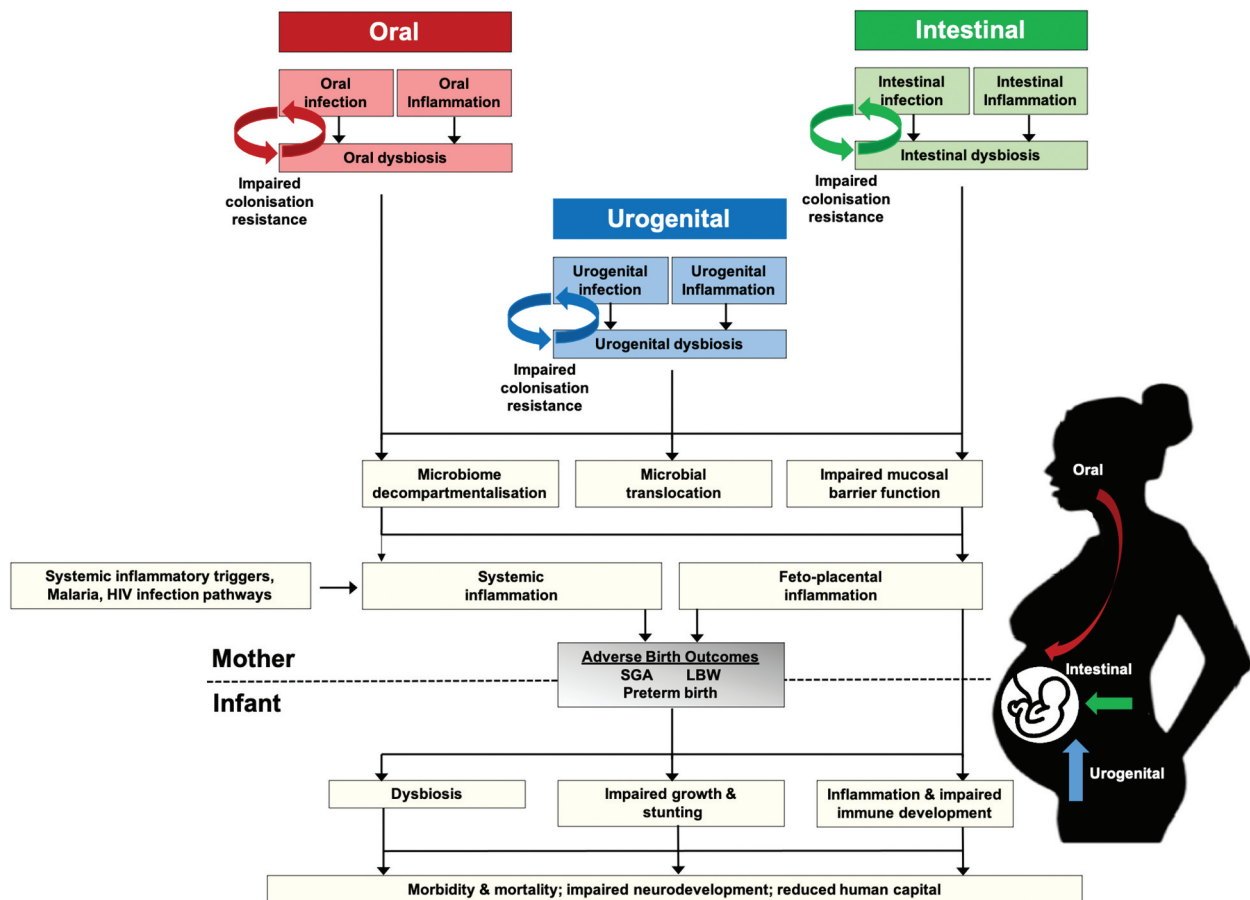 Oral
Oral
infection
Oral
Inflammation
Oral dysbiosis
Impaired
colonisation
resistance
Intestinal
Intestinal
infection
Intestinal
Inflammation
Intestinal dysbiosis
Impaired
colonisation
resistance
Urogenital
Urogenital
infection
Urogenital
Inflammation
Urogenital dysbiosis
Impaired
colonisation
resistance
Microbiome
decompartmentalisation
Microbial
translocation
Impaired mucosal
barrier function
Systemic inflammatory triggers,
Malaria, HIV infection pathways
Systemic
inflammation
Feto-placental
inflammation
Mother
Infant
Adverse Birth Outcomes
SGA LBW
Preterm birth
Dysbiosis
Impaired growth &
stunting
Inflammation & impaired
immune development
Morbidity & mortality; impaired neurodevelopment; reduced human capital
Oral
Intestinal
Urogenital